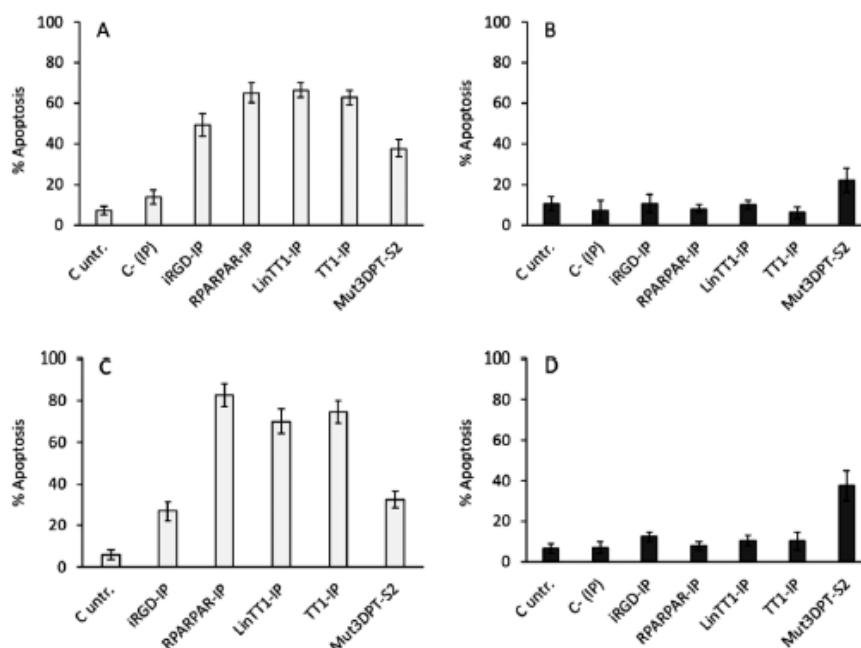 A
% Apoptosis
100
80
60
40
20
0
C untr.
C- (IP)
iRGD-IP
RPARPAR-IP
LinTT1-IP
TT1-IP
Mut3DPT-S2
B
% Apoptosis
100
80
60
40
20
0
C untr.
C- (IP)
iRGD-IP
RPARPAR-IP
LinTT1-IP
TT1-IP
Mut3DPT-S2
C
% Apoptosis
100
80
60
40
20
0
C untr.
iRGD-IP
RPARPAR-IP
LinTT1-IP
TT1-IP
Mut3DPT-S2
D
% Apoptosis
100
80
60
40
20
0
C untr.
C- (IP)
iRGD-IP
RPARPAR-IP
LinTT1-IP
TT1-IP
Mut3DPT-S2